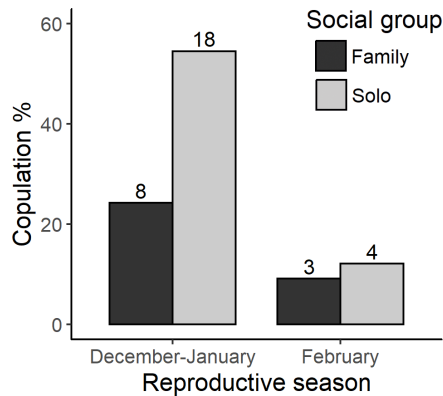 Social group
Family
Solo
Copulation %
60
40
20
0
18
8
3
4
December-January
February
Reproductive season